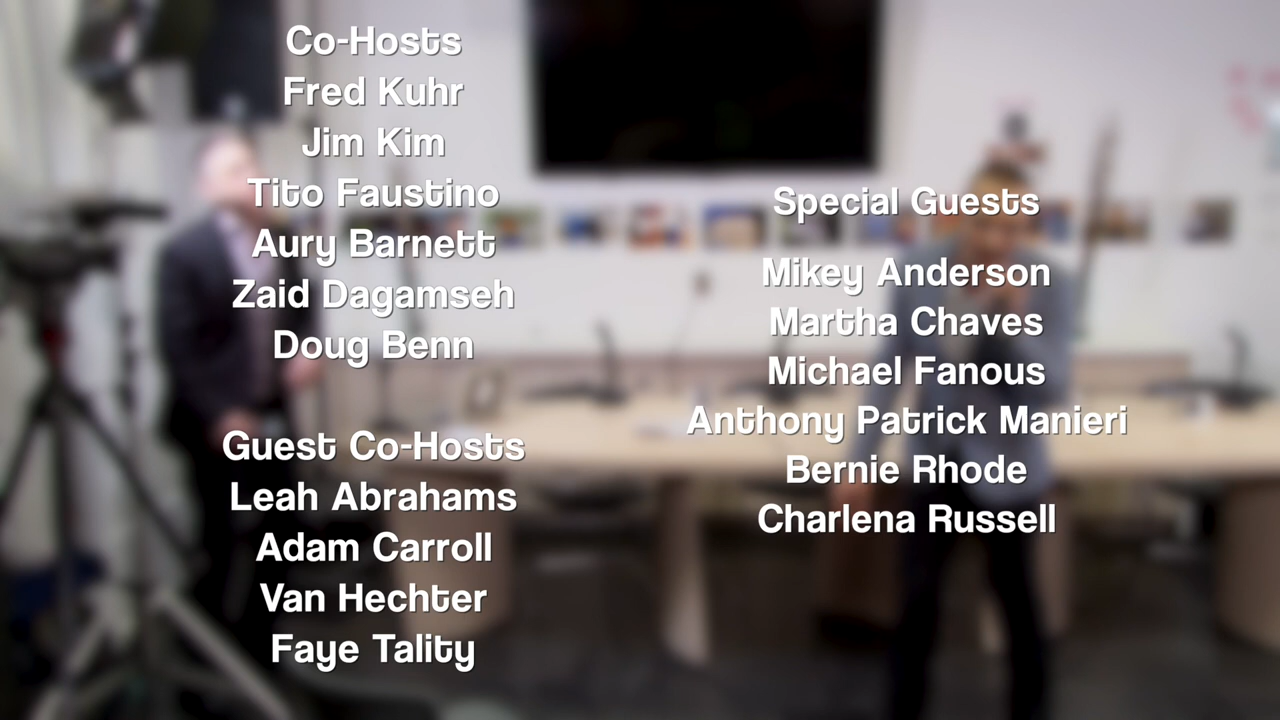 Co-Hosts
Fred Kuhr
Jim Kim
Tito Faustino
Aury Barnett
Zaid Dagamseh
Doug Benn
Guest Co-Hosts
Leah Abrahams
Adam Carroll
Van Hechter
Faye Tality
Special Guests
Mikey Anderson
Martha Chaves
Michael Fanous
Anthony Patrick Manieri
Bernie Rhode
Charlena Russell